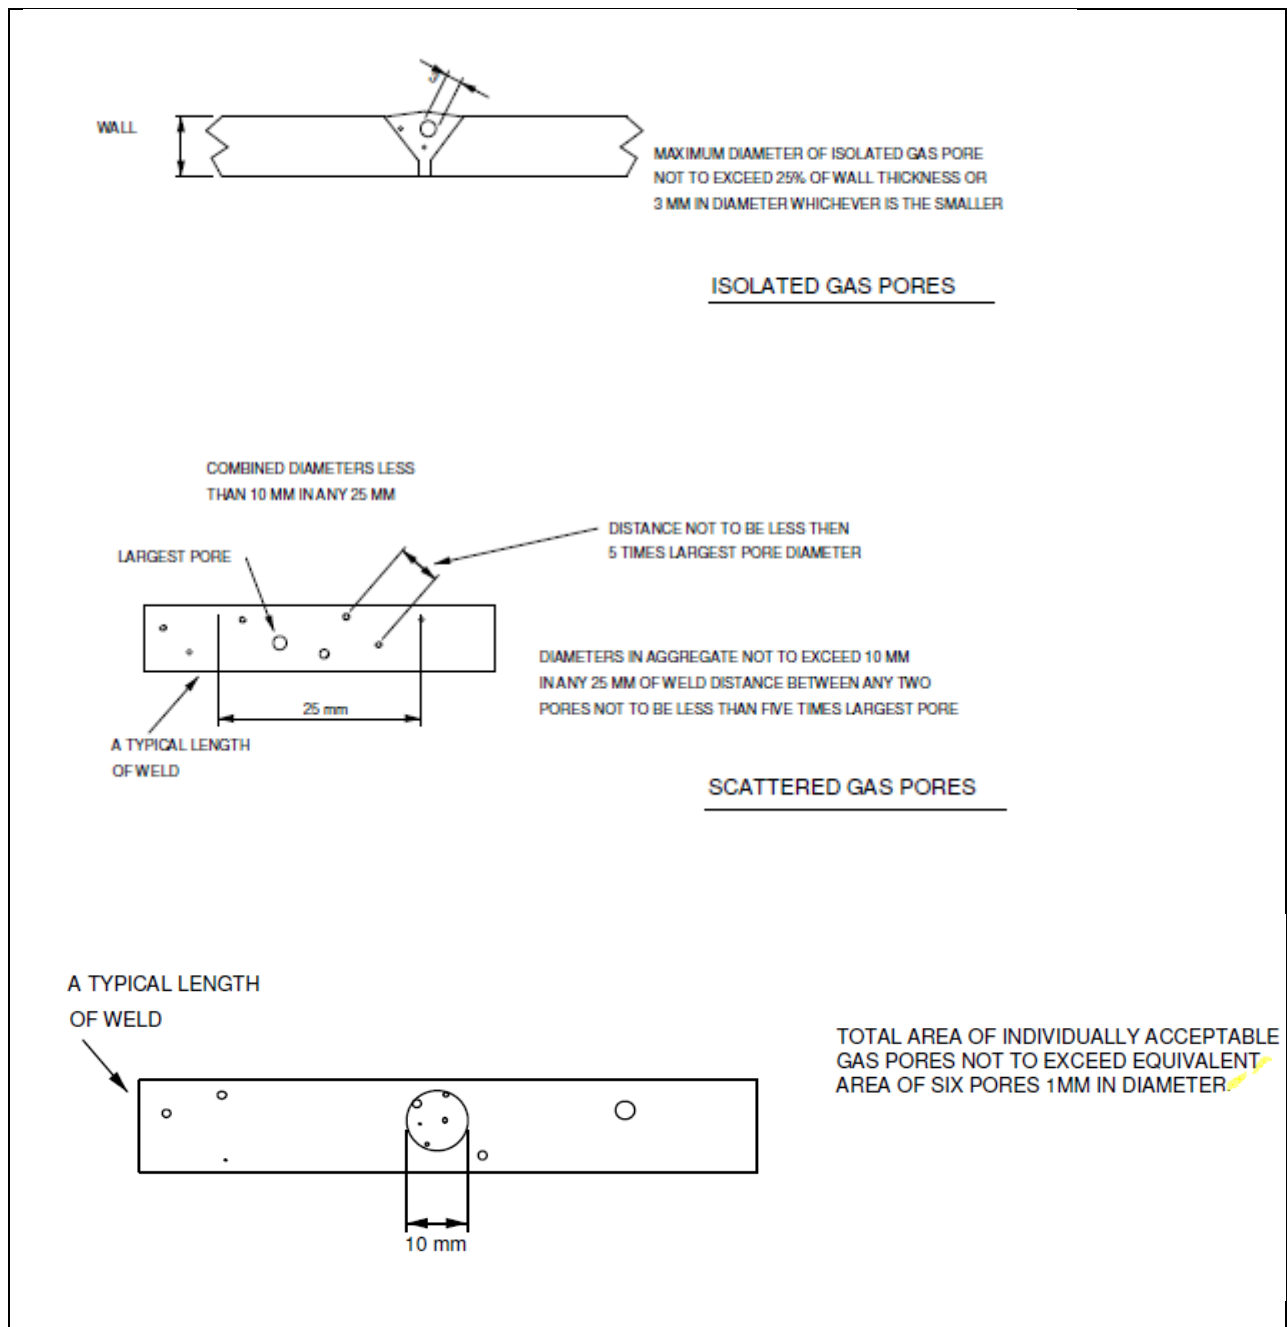 WALL
MAXIMUM DIAMETER OF ISOLATED GAS PORE
NOT TO EXCEED 25% OF WALL THICKNESS OR
3 MM IN DIAMETER WHICHEVER IS THE SMALLER
ISOLATED GAS PORES
COMBINED DIAMETERS LESS
THAN 10 MM IN ANY 25 MM
LARGEST PORE
DISTANCE NOT TO BE LESS THEN
5 TIMES LARGEST PORE DIAMETER
25 mm
A TYPICAL LENGTH
OF WELD
DIAMETERS IN AGGREGATE NOT TO EXCEED 10 MM
IN ANY 25 MM OF WELD DISTANCE BETWEEN ANY TWO
PORES NOT TO BE LESS THAN FIVE TIMES LARGEST PORE
SCATTERED GAS PORES
A TYPICAL LENGTH
OF WELD
TOTAL AREA OF INDIVIDUALLY ACCEPTABLE
GAS PORES NOT TO EXCEED EQUIVALENT
AREA OF SIX PORES 1MM IN DIAMETER.
10 mm